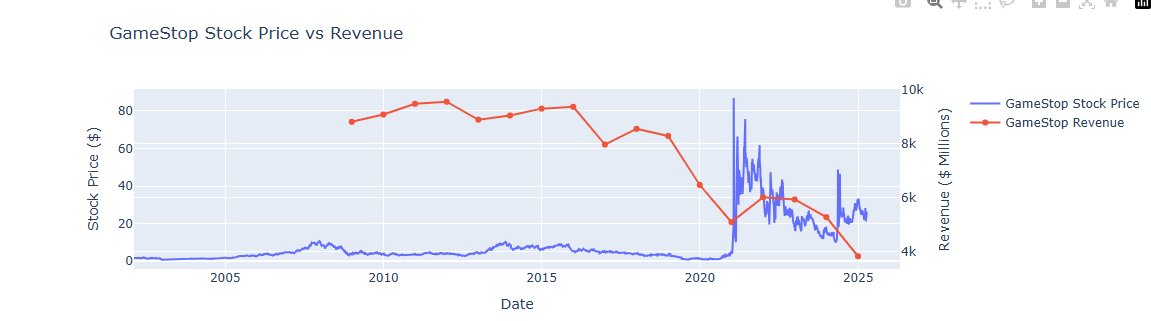 GameStop Stock Price vs Revenue
10k
80
GameStop Stock Price
GameStop Revenue
60
8k
40
6k
20
4k
0
Stock Price ($)
Revenue ($ Millions)
2005
2010
2015
2020
2025
Date